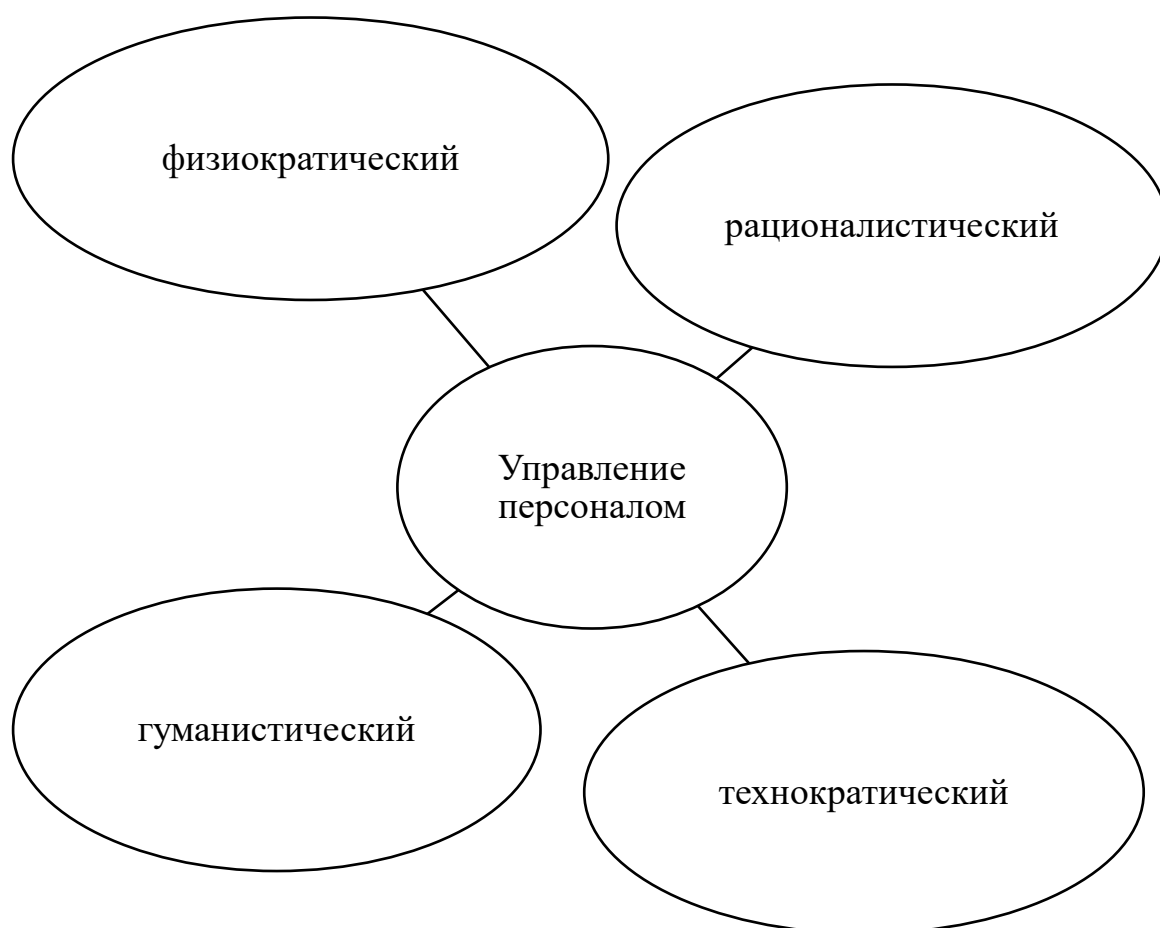 физиократический
рационалистический
Управление
персоналом
гуманистический
технократический